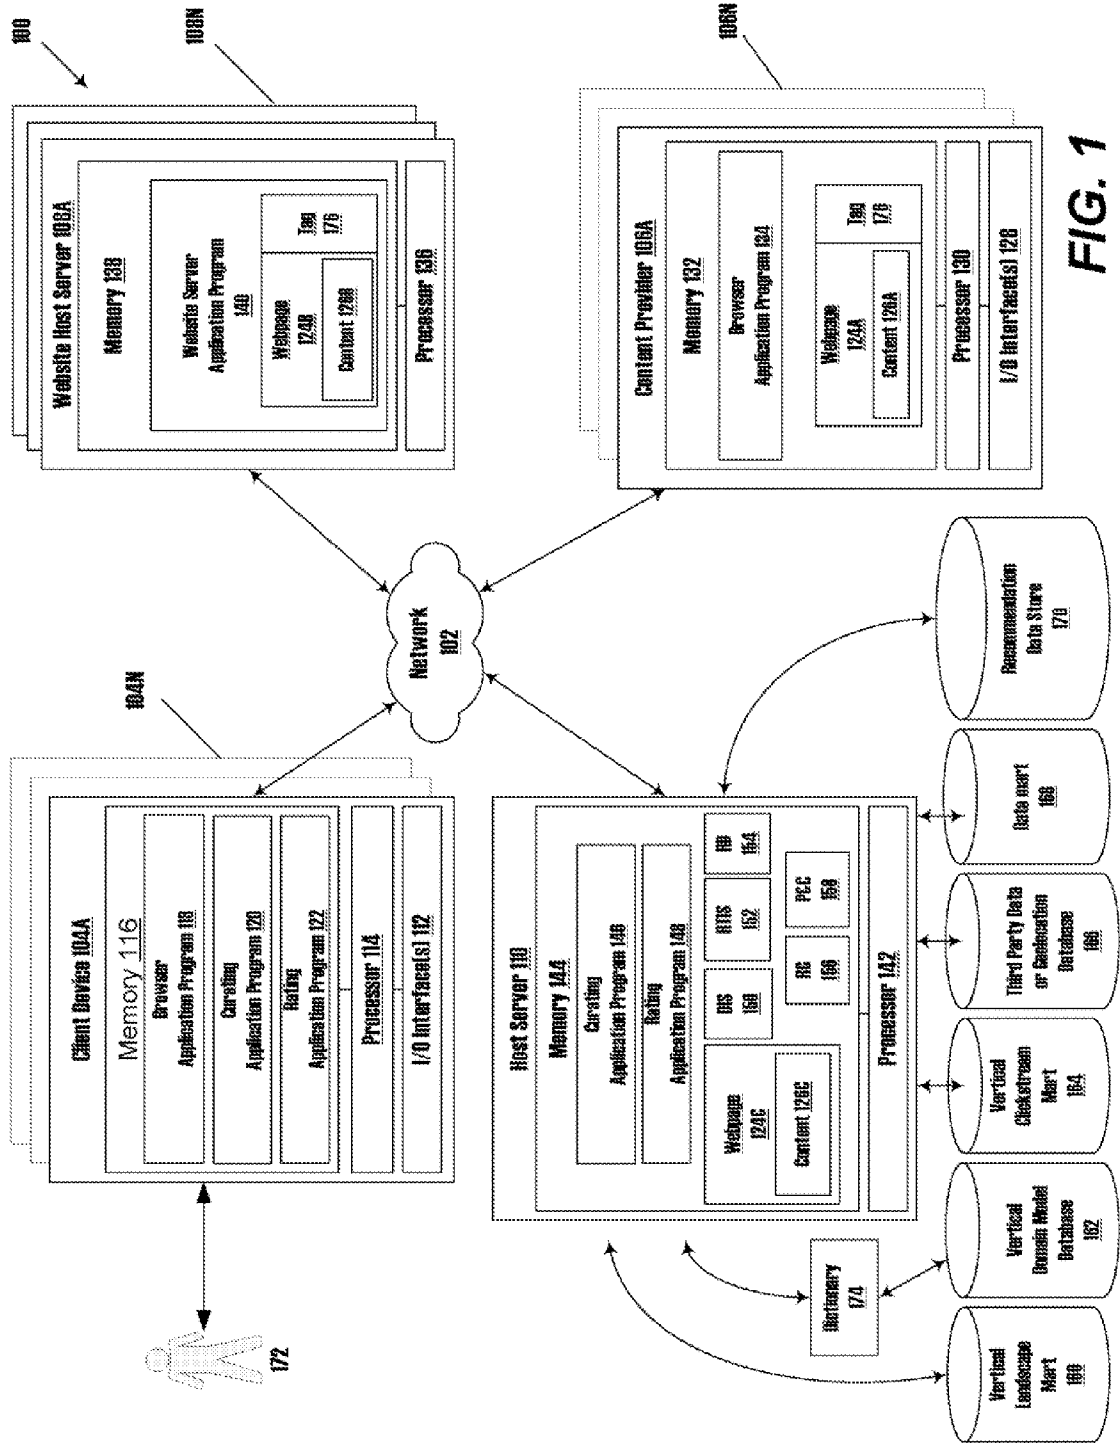 100
108N
Website Host Server 108A
Memory 138
Website Server
Application Program
140
Webpage
124B
Content 126B
Tag
176
Processor 136
106N
Content Provider 106A
Memory 132
Browser
Application Program 134
Webpage
124A
Content 126A
Tag
176
Processor 130
I/O Interface(s) 128
FIG. 1
Network
102
104N
Client Device 104A
Memory 116
Browser
Application Program 118
Curating
Application Program 120
Rating
Application Program 122
Processor 114
I/O Interface(s) 112
172
Host Server 110
Memory 144
Curating
Application Program 146
Rating
Application Program 148
Webpage
124C
Content 126C
DIS
150
RTIS
152
154
RC
156
PCC
158
Processor 142
Dictionary
174
Vertical
Landscape
Mart
160
Vertical
Domain Model
Database
162
Vertical
Clickstream
Mart
164
Third Party Data
or Geolocation
Database
166
Data mart
168
Recommendation
Data Store
170